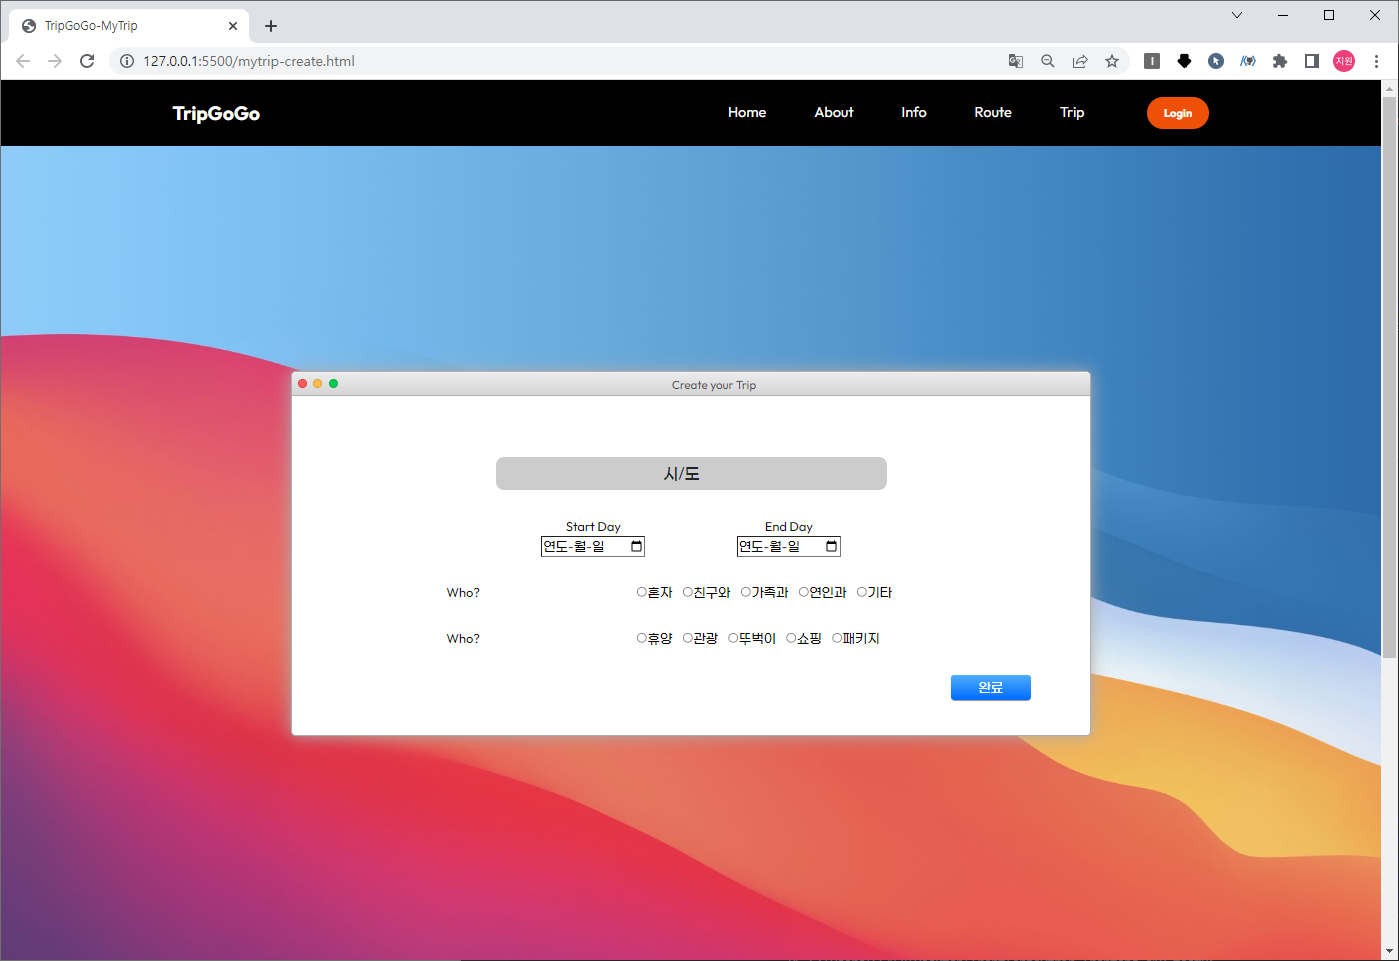 TripGoGo-MyTrip
127.0.0.1:5500/mytrip-create.html
지원
TripGoGo
Home About Info Route Trip Login
Create your Trip
시/도
Start Day End Day
연도-월-일 연도-월-일
Who? 혼자 친구와 가족과 연인과 기타
Who? 휴양 관광 뚜벅이 쇼핑 패키지
완료